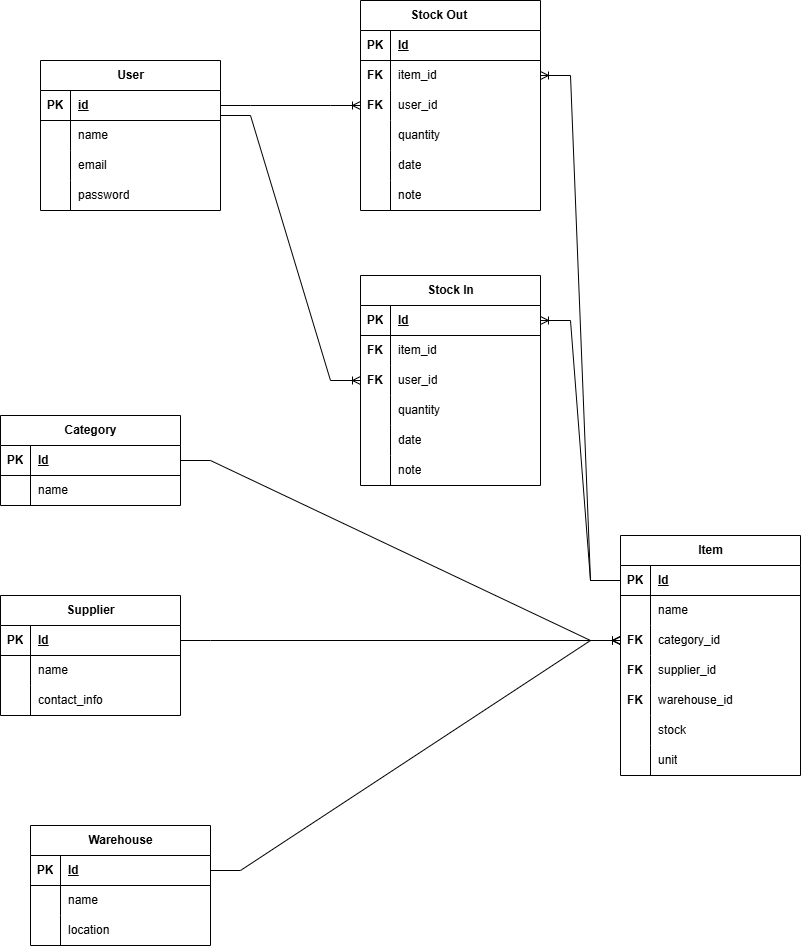 Stock Out
PK Id
FK item_id
FK user_id
quantity
date
note
User
PK id
name
email
password
Stock In
PK Id
FK item_id
FK user_id
quantity
date
note
Category
PK Id
name
Item
PK Id
name
FK category_id
FK supplier_id
FK warehouse_id
stock
unit
Supplier
PK Id
name
contact_info
Warehouse
PK Id
name
location